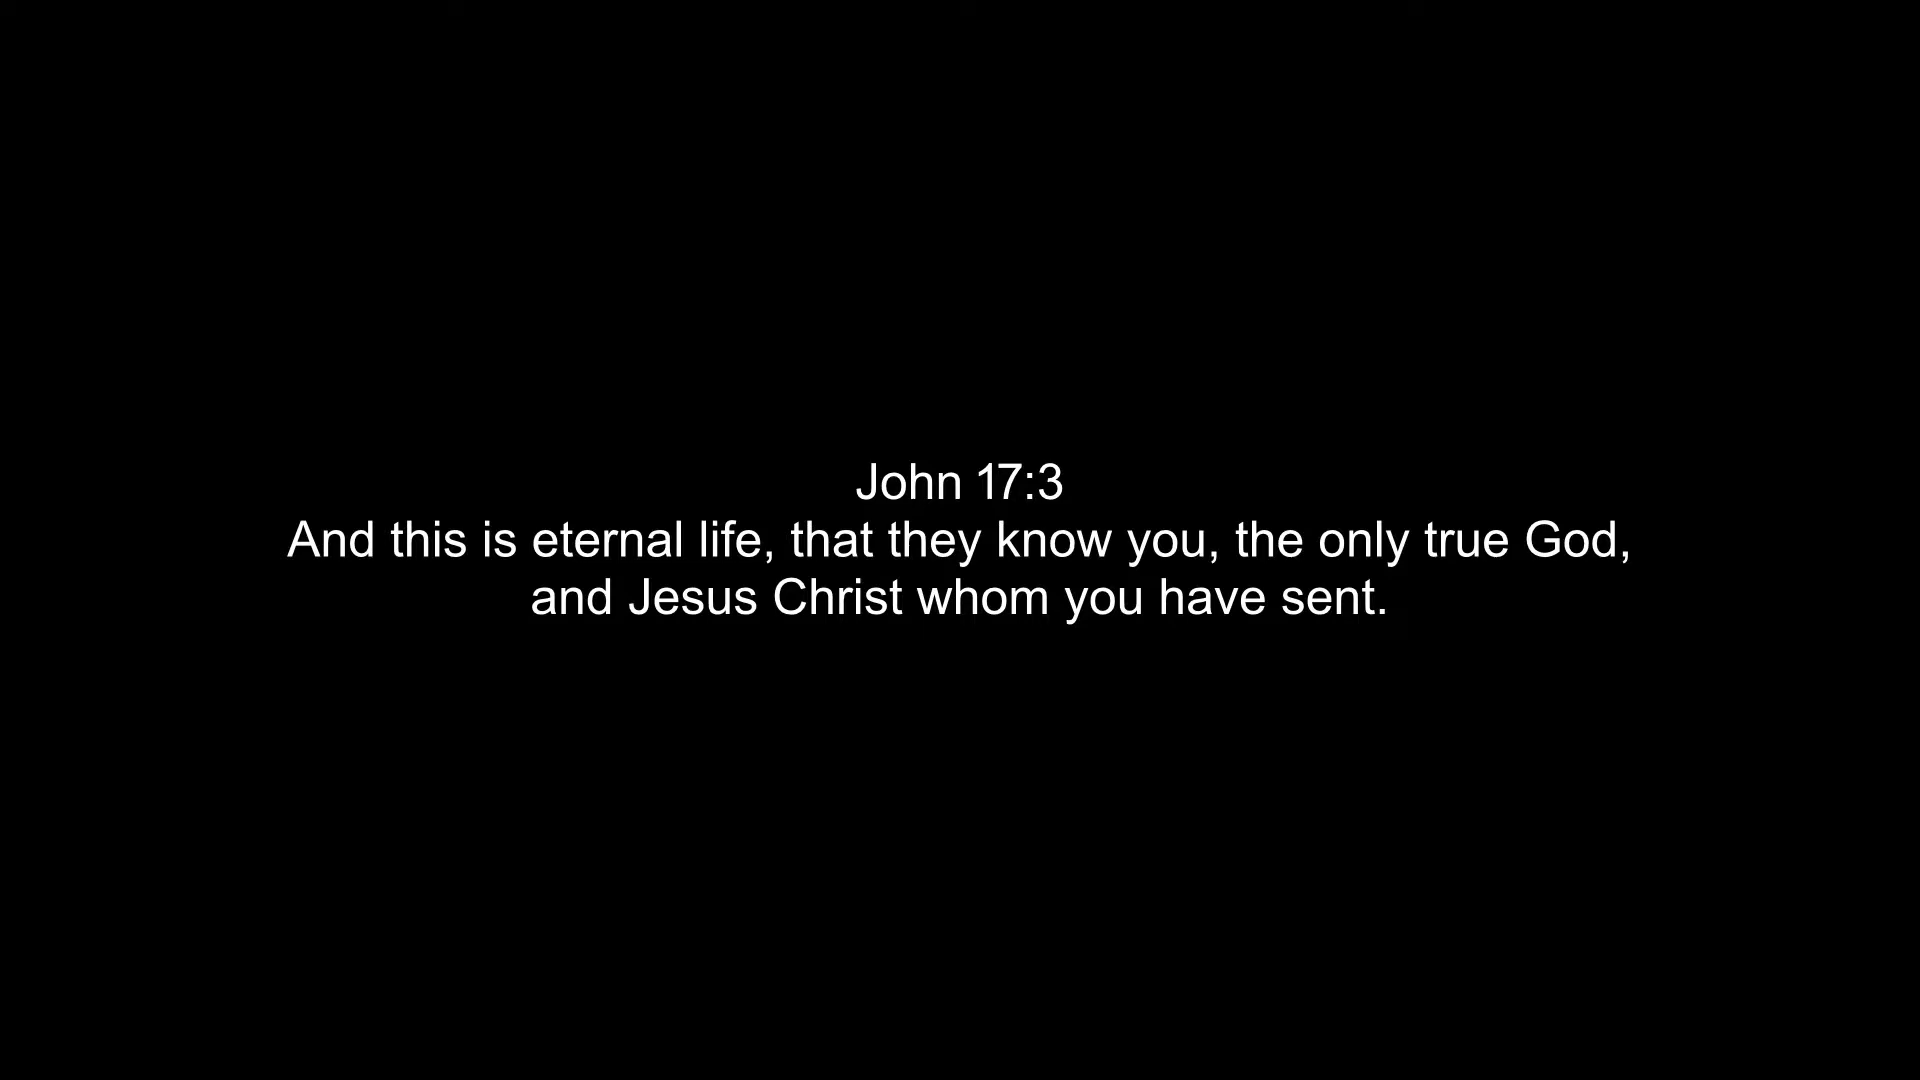 John 17:3
And this is eternal life, that they know you, the only true God,
and Jesus Christ whom you have sent.